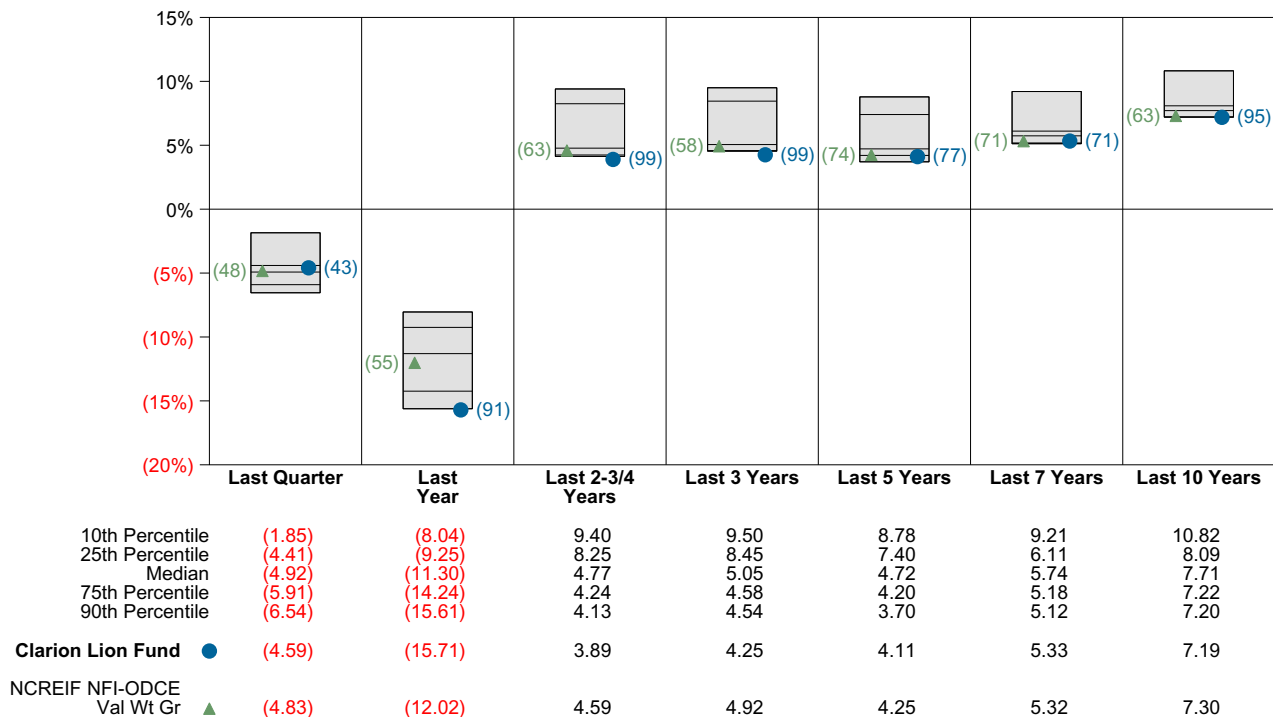 15%
10%
5%
0%
(5%)
(10%)
(15%)
(20%)
(48) (43)
(55) (91)
(63) (99)
(58) (99)
(74) (77)
(71) (71)
(63) (95)
Last Quarter
Last
Year
Last 2-3/4
Years
Last 3 Years
Last 5 Years
Last 7 Years
Last 10 Years
10th Percentile (1.85) (8.04) 9.40 9.50 8.78 9.21 10.82
25th Percentile (4.41) (9.25) 8.25 8.45 7.40 6.11 8.09
Median (4.92) (11.30) 4.77 5.05 4.72 5.74 7.71
75th Percentile (5.91) (14.24) 4.24 4.58 4.20 5.18 7.22
90th Percentile (6.54) (15.61) 4.13 4.54 3.70 5.12 7.20
Clarion Lion Fund (4.59) (15.71) 3.89 4.25 4.11 5.33 7.19
NCREIF NFI-ODCE
Val Wt Gr (4.83) (12.02) 4.59 4.92 4.25 5.32 7.30